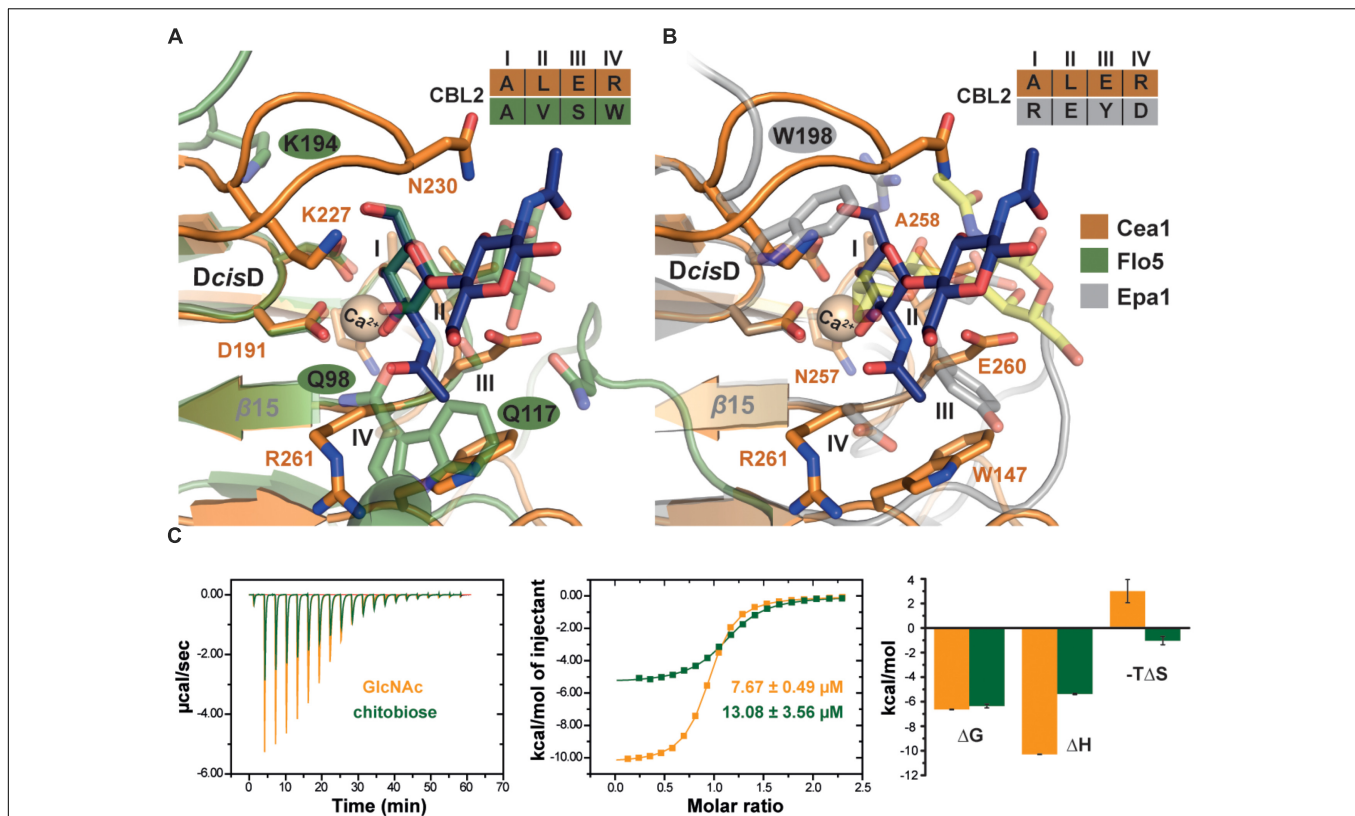 A
I II III IV
CBL2
A L E R
A V S W
K194
N230
K227
I
DcisD
Ca²⁺
II
D191
Q98
III
β15
Q117
IV
R261
B
I II III IV
CBL2
A L E R
R E Y D
W198
A258
I
DcisD
Ca²⁺
II
N257
E260
β15
III
IV
R261
W147
Cea1
Flo5
Epa1
C
0.00
-2.00
-4.00
-6.00
µcal/sec
GlcNAc
chitobiose
0 10 20 30 40 50 60 70
Time (min)
0.00
-2.00
-4.00
-6.00
-8.00
-10.00
kcal/mol of injectant
7.67 ± 0.49 µM
13.08 ± 3.56 µM
0.0 0.5 1.0 1.5 2.0 2.5
Molar ratio
4
2
0
-2
-4
-6
-8
-10
-12
kcal/mol
-TΔS
ΔG
ΔH